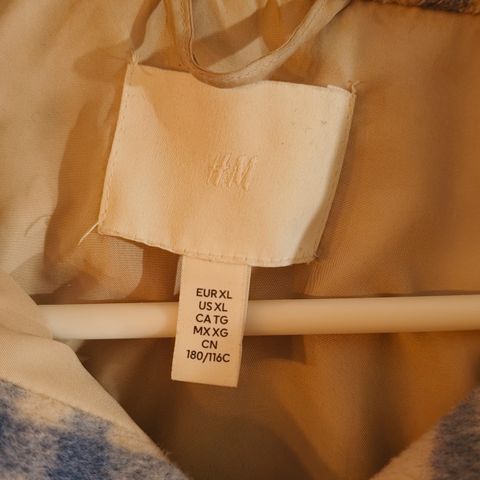 H&M
EUR XL
US XL
CA TG
MX XG
CN
180/116C